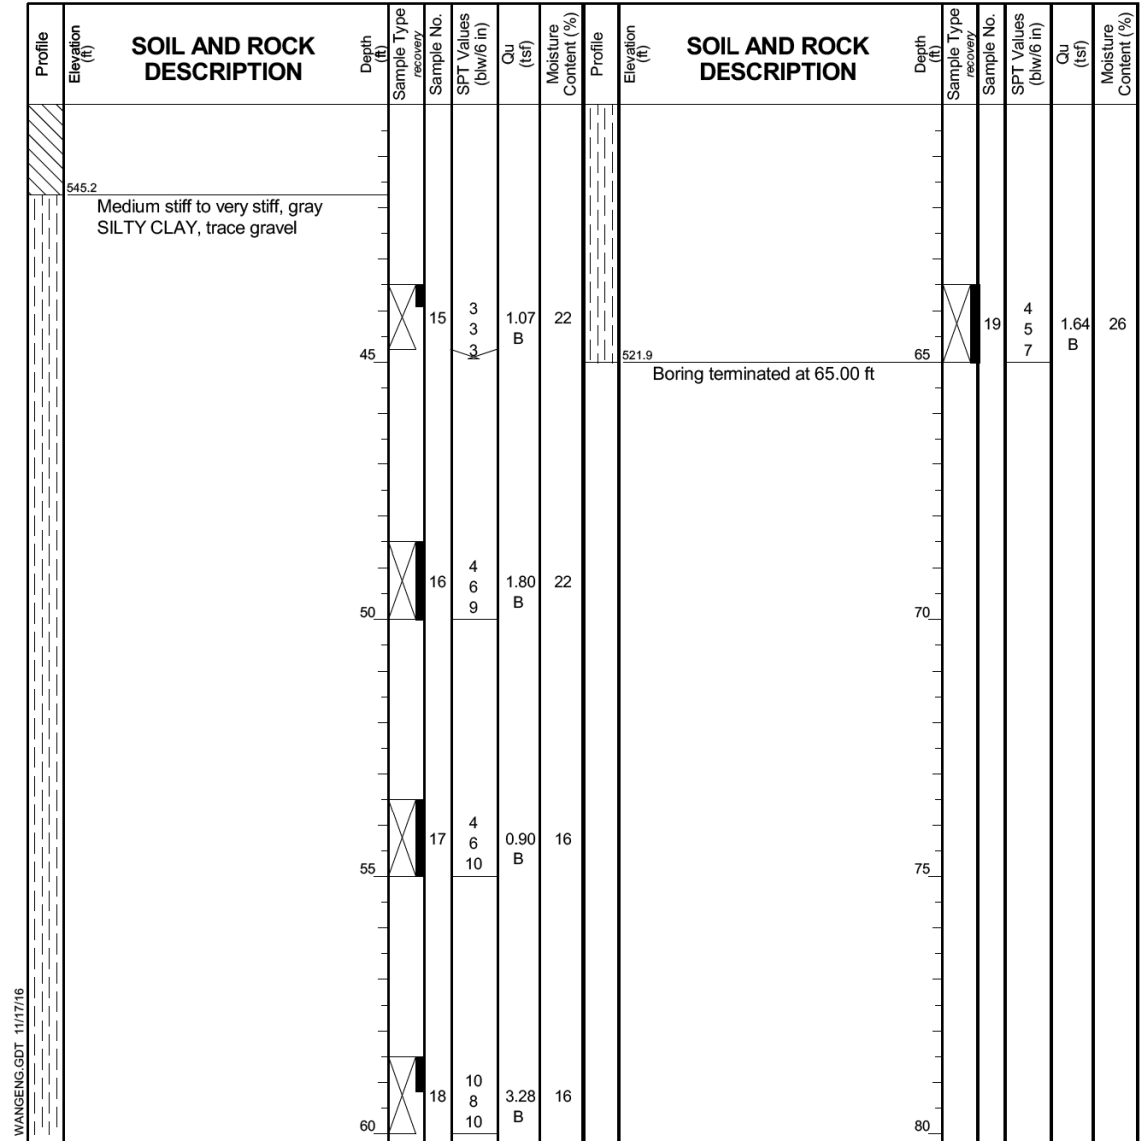 Profile
Elevation
(ft)
SOIL AND ROCK
DESCRIPTION
Depth
(ft)
Sample Type
recovery
Sample No.
SPT Values
(blw/6 in)
Qu
(tsf)
Moisture
Content (%)
Profile
Elevation
(ft)
SOIL AND ROCK
DESCRIPTION
Depth
(ft)
Sample Type
recovery
Sample No.
SPT Values
(blw/6 in)
Qu
(tsf)
Moisture
Content (%)
545.2
Medium stiff to very stiff, gray
SILTY CLAY, trace gravel
45
15
3
3
3
1.07
B
22
50
16
4
6
9
1.80
B
22
55
17
4
6
10
0.90
B
16
60
18
10
8
10
3.28
B
16
521.9
Boring terminated at 65.00 ft
65
19
4
5
7
1.64
B
26
70
75
80
WANGENG.GDT 11/17/16